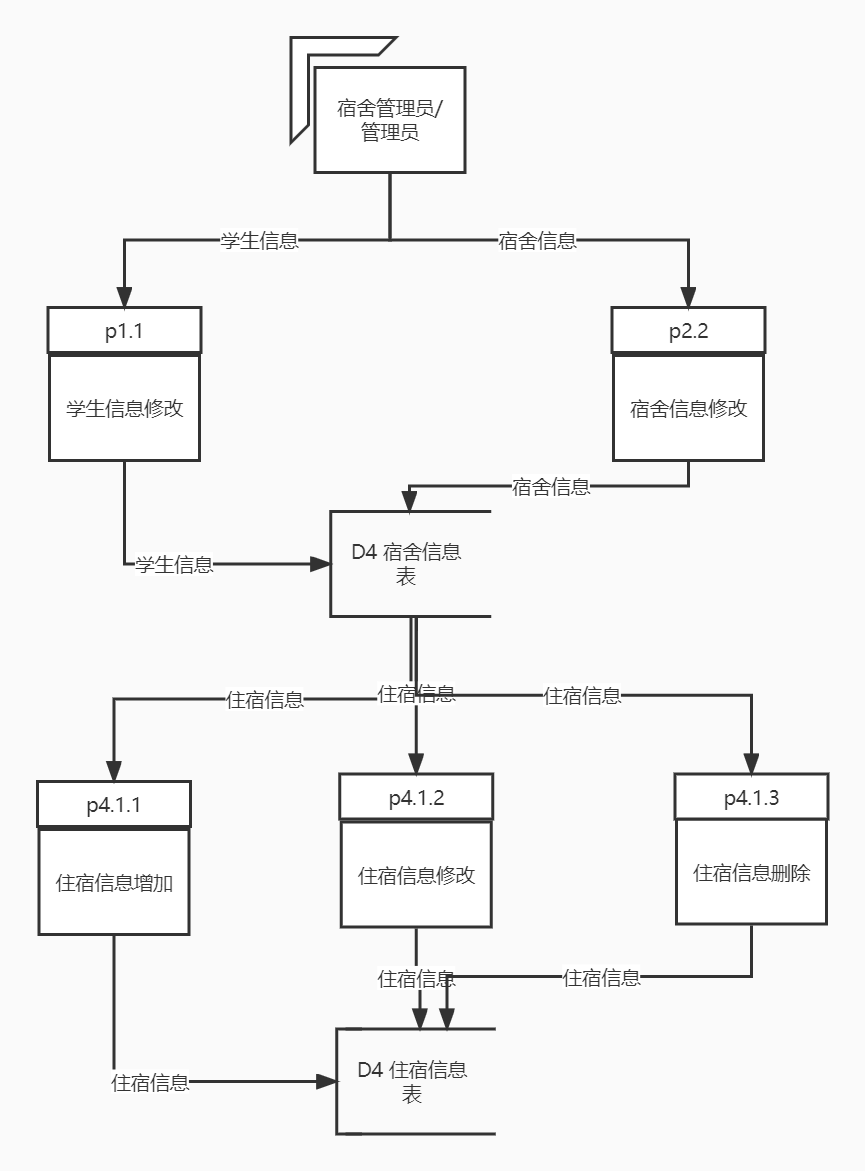 宿舍管理员/
管理员
学生信息
宿舍信息
p1.1
p2.2
学生信息修改
宿舍信息修改
宿舍信息
D4 宿舍信息
表
学生信息
住宿信息
住宿信息
住宿信息
p4.1.1
p4.1.2
p4.1.3
住宿信息增加
住宿信息修改
住宿信息删除
住宿信息
住宿信息
D4 住宿信息
表
住宿信息